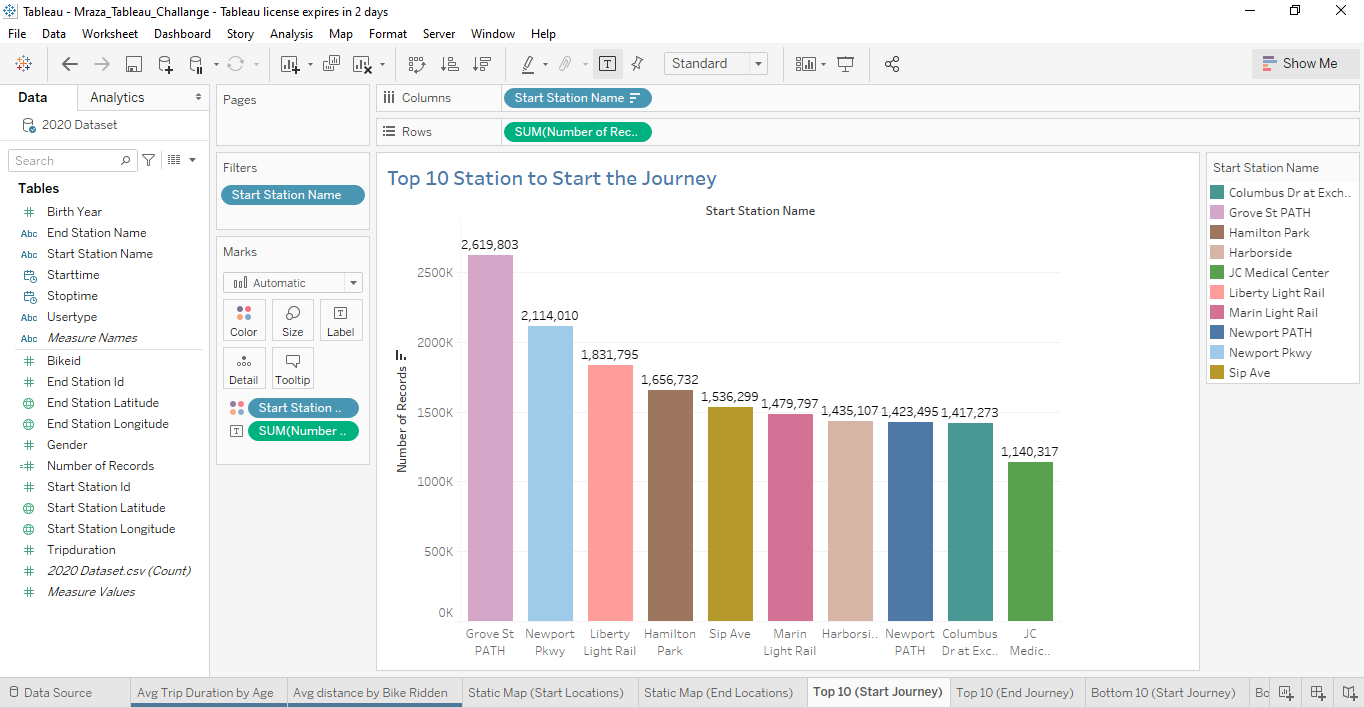 Tableau - Mraza_Tableau_Challange - Tableau license expires in 2 days
File Data Worksheet Dashboard Story Analysis Map Format Server Window Help
Standard
Show Me
Data Analytics
2020 Dataset
Search
Tables
Birth Year
Abc End Station Name
Abc Start Station Name
Starttime
Stoptime
Abc Usertype
Abc Measure Names
Bikeid
End Station Id
End Station Latitude
End Station Longitude
Gender
Number of Records
Start Station Id
Start Station Latitude
Start Station Longitude
Tripduration
2020 Dataset.csv (Count)
Measure Values
Pages
Filters
Start Station Name
Marks
Automatic
Color Size Label
Detail Tooltip
Start Station ..
SUM(Number ..
Columns Start Station Name
Rows SUM(Number of Rec..
Top 10 Station to Start the Journey
Start Station Name
2,619,803
2,114,010
1,831,795
1,656,732
1,536,299
1,479,797
1,435,107
1,423,495
1,417,273
1,140,317
2500K
2000K
1500K
1000K
500K
0K
Number of Records
Grove St PATH
Newport Pkwy
Liberty Light Rail
Hamilton Park
Sip Ave
Marin Light Rail
Harborsi..
Newport PATH
Columbus Dr at Exc..
JC Medic..
Start Station Name
Columbus Dr at Exch..
Grove St PATH
Hamilton Park
Harborside
JC Medical Center
Liberty Light Rail
Marin Light Rail
Newport PATH
Newport Pkwy
Sip Ave
Data Source
Avg Trip Duration by Age
Avg distance by Bike Ridden
Static Map (Start Locations)
Static Map (End Locations)
Top 10 (Start Journey)
Top 10 (End Journey)
Bottom 10 (Start Journey)
Bo